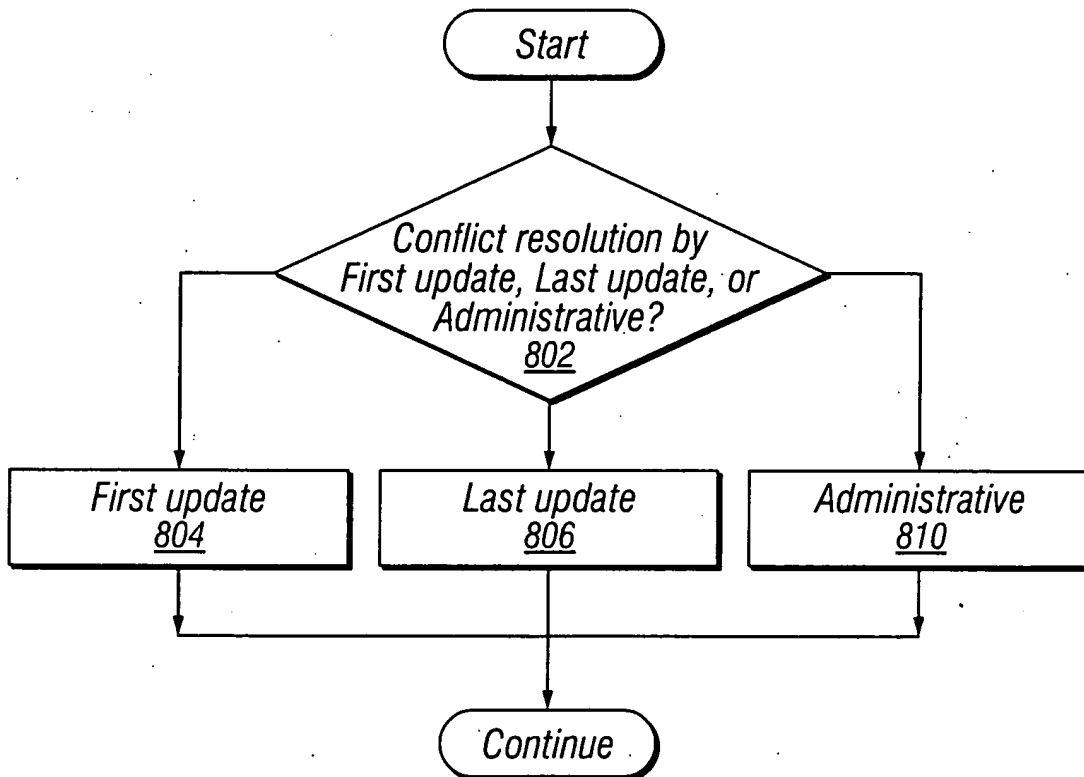 Start
Conflict resolution by
First update, Last update, or
Administrative?
802
First update
804
Last update
806
Administrative
810
Continue